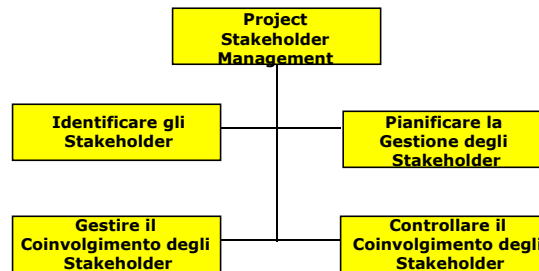 Project
Stakeholder
Management
Identificare gli
Stakeholder
Pianificare la
Gestione degli
Stakeholder
Gestire il
Coinvolgimento degli
Stakeholder
Controllare il
Coinvolgimento degli
Stakeholder